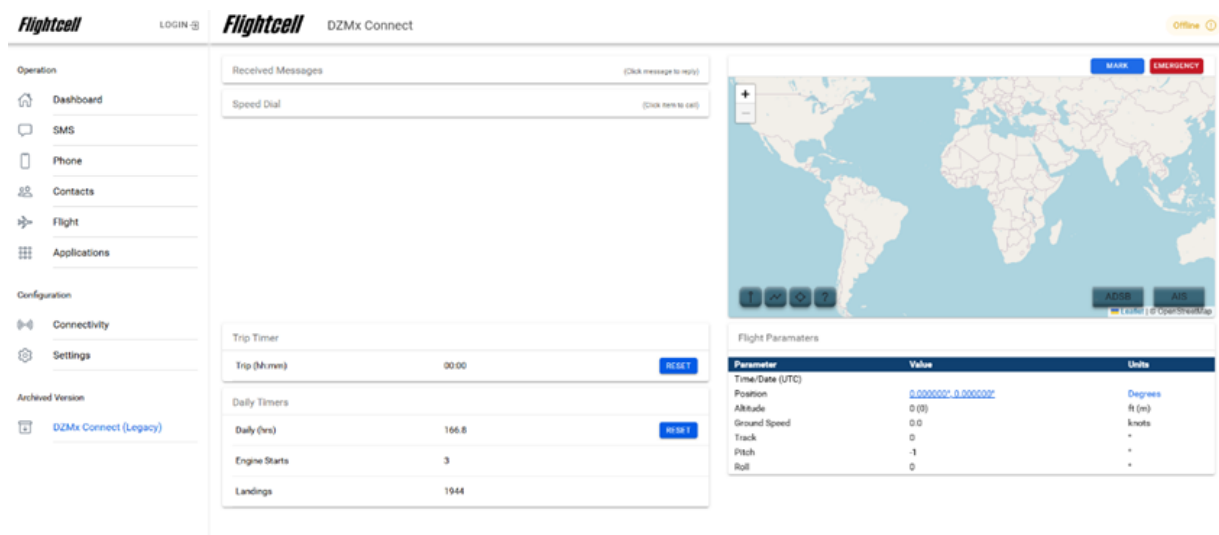 Flightcell LOGIN
Flightcell DZMx Connect Offline
Operation
Dashboard
SMS
Phone
Contacts
Flight
Applications
Configuration
Connectivity
Settings
Archived Version
DZMx Connect (Legacy)
Received Messages (Click message to reply)
Speed Dial (Click item to call)
Trip Timer
Trip (hh:mm) 00:00 RESET
Daily Timers
Daily (hrs) 166.8 RESET
Engine Starts 3
Landings 1944
MARK EMERGENCY
+
−
?
ADSB AIS
Leaflet | © OpenStreetMap
Flight Paramaters
Parameter Value Units
Time/Date (UTC)
Position 0.000000°, 0.000000° Degrees
Altitude 0 (0) ft (m)
Ground Speed 0.0 knots
Track 0 °
Pitch -1 °
Roll 0 °